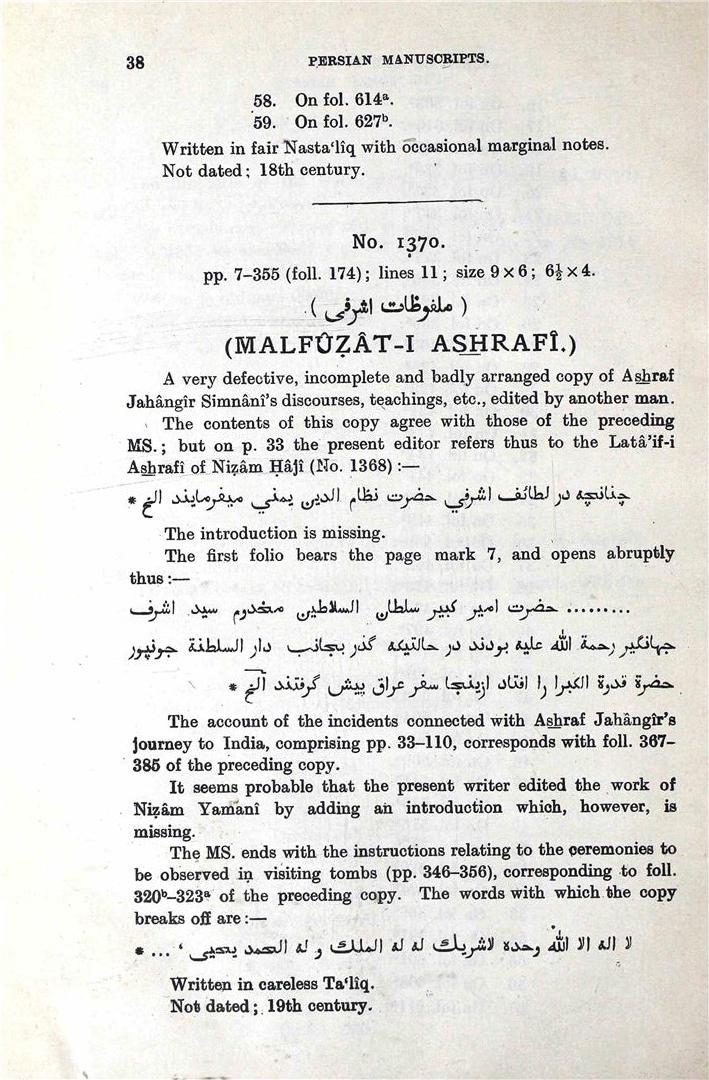 38 PERSIAN MANUSCRIPTS.
58. On fol. 614ᵃ.
59. On fol. 627ᵇ.
Written in fair Nasta‘lîq with occasional marginal notes.
Not dated; 18th century.
No. 1370.
pp. 7–355 (foll. 174); lines 11; size 9 × 6; 6½ × 4.
( ملفوظات اشرفی )
(MALFÛẒÂT-I ASHRAFÎ.)
A very defective, incomplete and badly arranged copy of Ashraf
Jahângîr Simnânî’s discourses, teachings, etc., edited by another man.
The contents of this copy agree with those of the preceding
MS.; but on p. 33 the present editor refers thus to the Latâ’if-i
Ashrafî of Niẓâm Ḥâjî (No. 1368):—
چنانچه در لطائف اشرفي حضرت نظام الدين يمني ميفرمايند الخ *
The introduction is missing.
The first folio bears the page mark 7, and opens abruptly
thus:—
......... حضرت امير كبير سلطان السلاطين مخدوم سيد اشرف
جهانگير رحمة الله عليه بودند در حالتيكه گذر بجانب دار السلطنة جونپور
حضرة قدوة الكبرا را افتاد ازينجا سفر عراق پيش گرفتند الخ *
The account of the incidents connected with Ashraf Jahângîr’s
journey to India, comprising pp. 33–110, corresponds with foll. 367–
385 of the preceding copy.
It seems probable that the present writer edited the work of
Niẓâm Yamanî by adding an introduction which, however, is
missing.
The MS. ends with the instructions relating to the ceremonies to
be observed in visiting tombs (pp. 346–356), corresponding to foll.
320ᵇ–323ᵃ of the preceding copy. The words with which the copy
breaks off are:—
لا اله الا الله وحده لاشريك له له الملك و له الحمد يحيى ‘ ... *
Written in careless Ta‘lîq.
Not dated; 19th century.